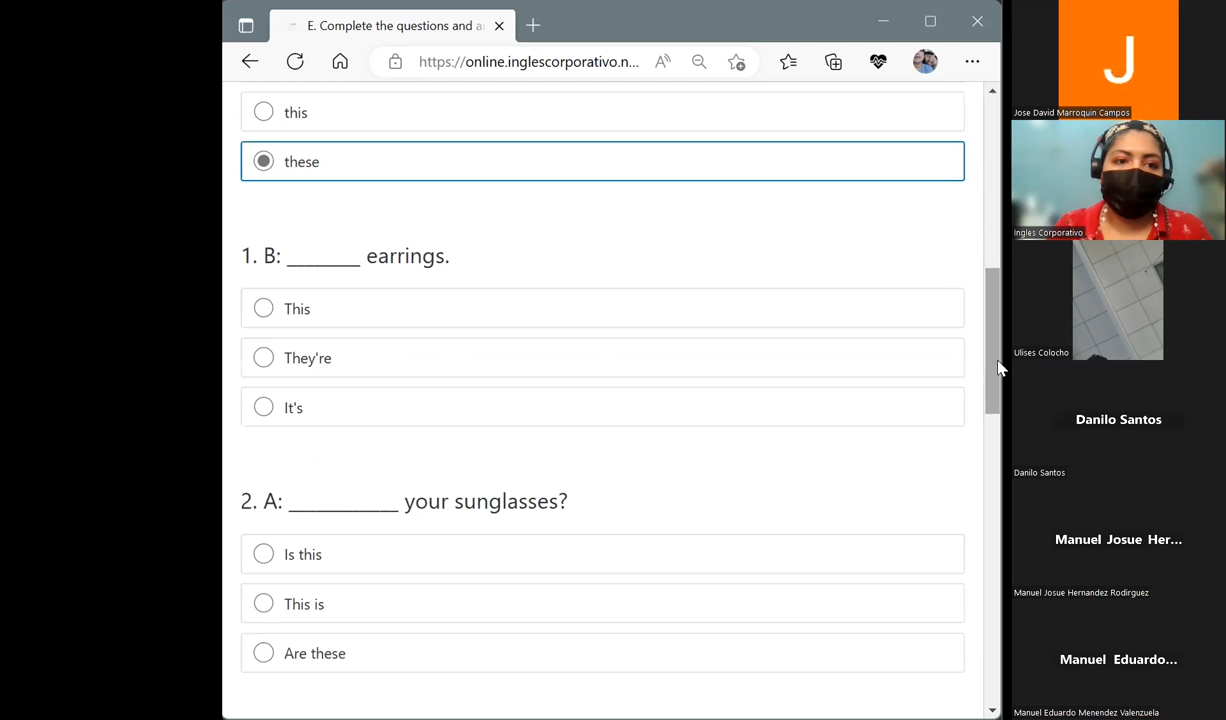 E. Complete the questions and a
https://online.inglescorporativo.n...
this
these
1. B: ________ earrings.
This
They're
It's
2. A: ____________ your sunglasses?
Is this
This is
Are these
J
Jose David Marroquin Campos
Ingles Corporativo
Ulises Colocho
Danilo Santos
Danilo Santos
Manuel Josue Her...
Manuel Josue Hernandez Rodirguez
Manuel Eduardo...
Manuel Eduardo Menendez Valenzuela